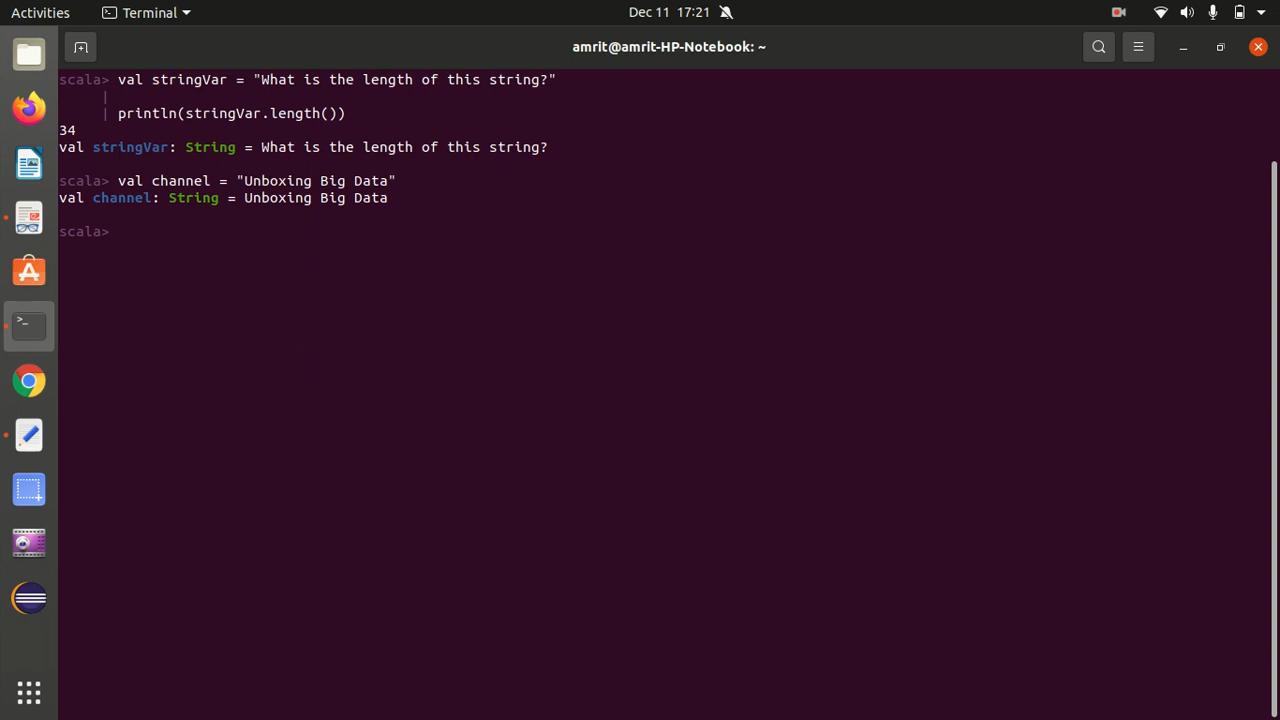 Activities Terminal Dec 11 17:21
amrit@amrit-HP-Notebook: ~
scala> val stringVar = "What is the length of this string?"
|
| println(stringVar.length())
34
val stringVar: String = What is the length of this string?
scala> val channel = "Unboxing Big Data"
val channel: String = Unboxing Big Data
scala>